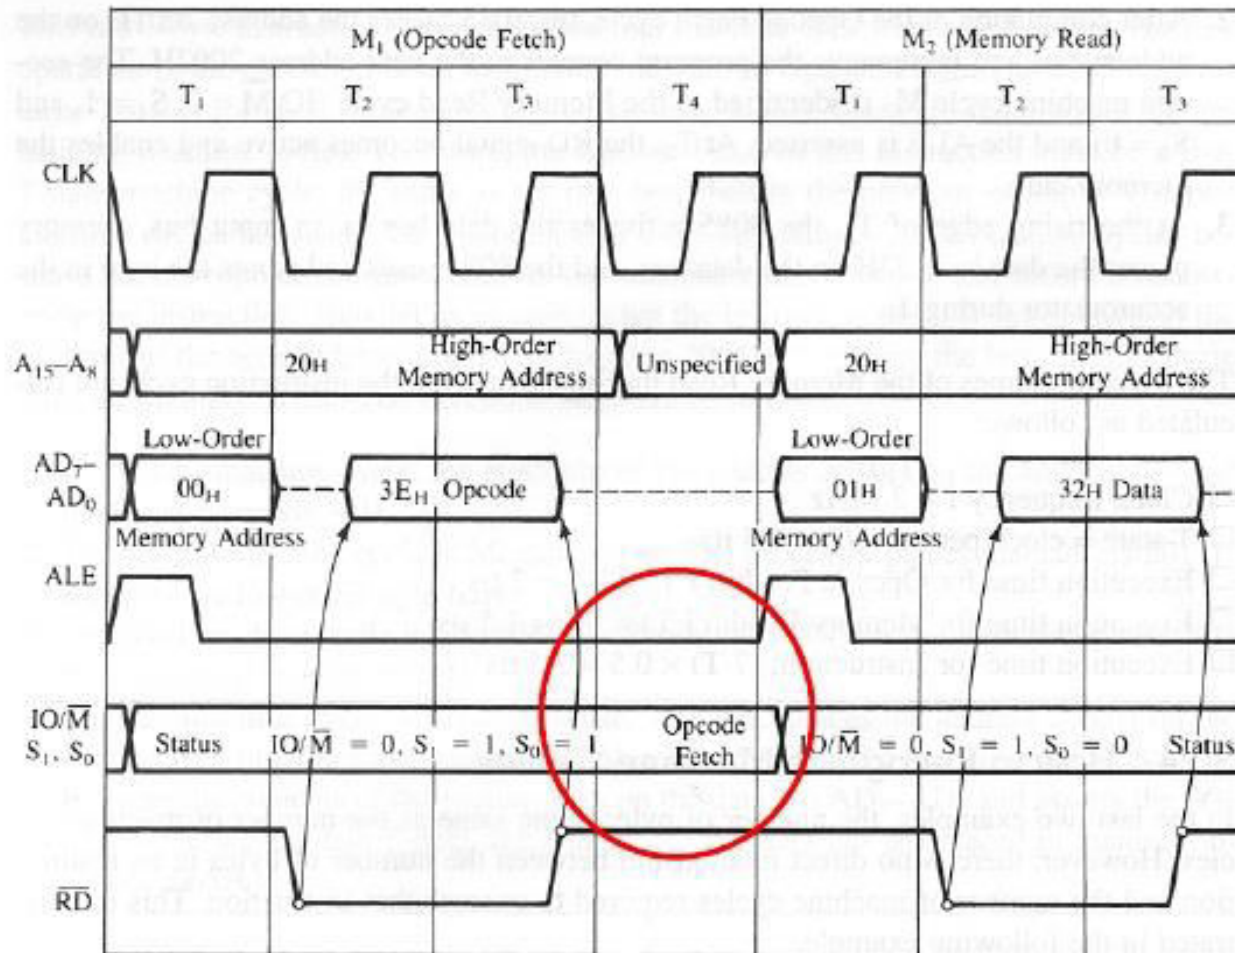 M₁ (Opcode Fetch) M₂ (Memory Read)
T₁ T₂ T₃ T₄ T₁ T₂ T₃
CLK
A₁₅–A₈ 20H High-Order Memory Address Unspecified 20H High-Order Memory Address
Low-Order Low-Order
AD₇–AD₀ 00H 3EH Opcode 01H 32H Data
Memory Address Memory Address
ALE
IO/M̅ S₁, S₀ Status IO/M̅ = 0, S₁ = 1, S₀ = 1 Opcode Fetch IO/M̅ = 0, S₁ = 1, S₀ = 0 Status
R̅D̅